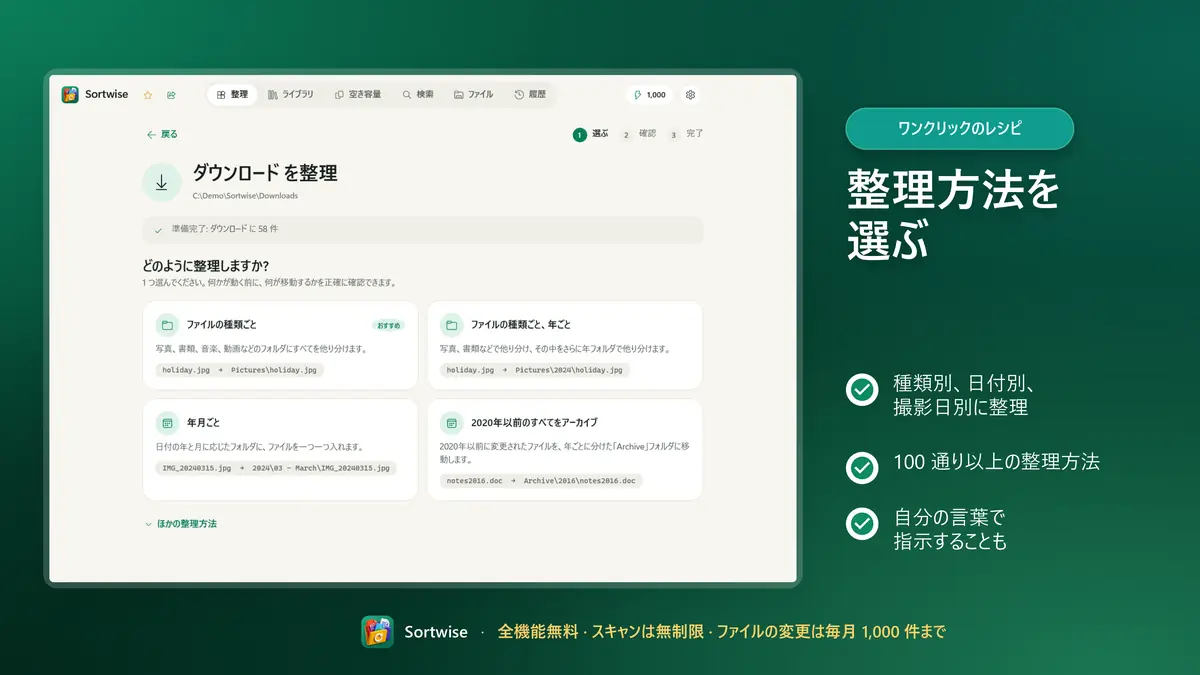 Sortwise
整理
ライブラリ
空き容量
検索
ファイル
履歴
1,000
戻る
1 選ぶ
2 確認
3 完了
ダウンロード を整理
C:\Demo\Sortwise\Downloads
準備完了: ダウンロード に 58 件
どのように整理しますか?
1 つ選んでください。何かが動く前に、何が移動するかを正確に確認できます。
ファイルの種類ごと
おすすめ
写真、書類、音楽、動画などのフォルダにすべてを振り分けます。
holiday.jpg → Pictures\holiday.jpg
ファイルの種類ごと、年ごと
写真、書類などで振り分け、その中をさらに年フォルダで振り分けます。
holiday.jpg → Pictures\2024\holiday.jpg
年月ごと
日付の年と月に応じたフォルダに、ファイルを一つ一つ入れます。
IMG_20240315.jpg → 2024\03 - March\IMG_20240315.jpg
2020年以前のすべてをアーカイブ
2020年以前に変更されたファイルを、年ごとに分けた「Archive」フォルダに移
動します。
notes2016.doc → Archive\2016\notes2016.doc
ほかの整理方法
ワンクリックのレシピ
整理方法を
選ぶ
種類別、日付別、
撮影日別に整理
100 通り以上の整理方法
自分の言葉で
指示することも
Sortwise · 全機能無料 · スキャンは無制限 · ファイルの変更は毎月 1,000 件まで